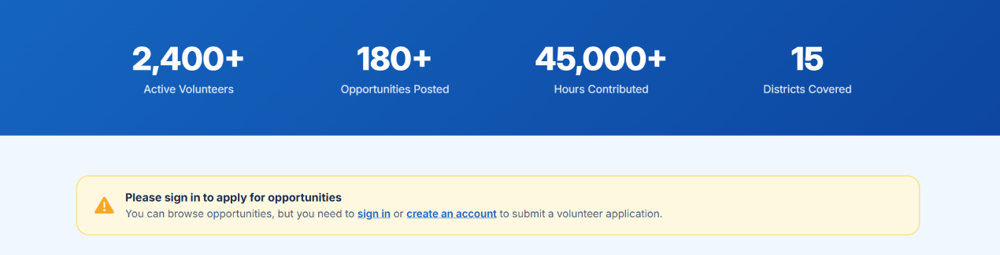 2,400+
Active Volunteers
180+
Opportunities Posted
45,000+
Hours Contributed
15
Districts Covered
Please sign in to apply for opportunities
You can browse opportunities, but you need to sign in or create an account to submit a volunteer application.